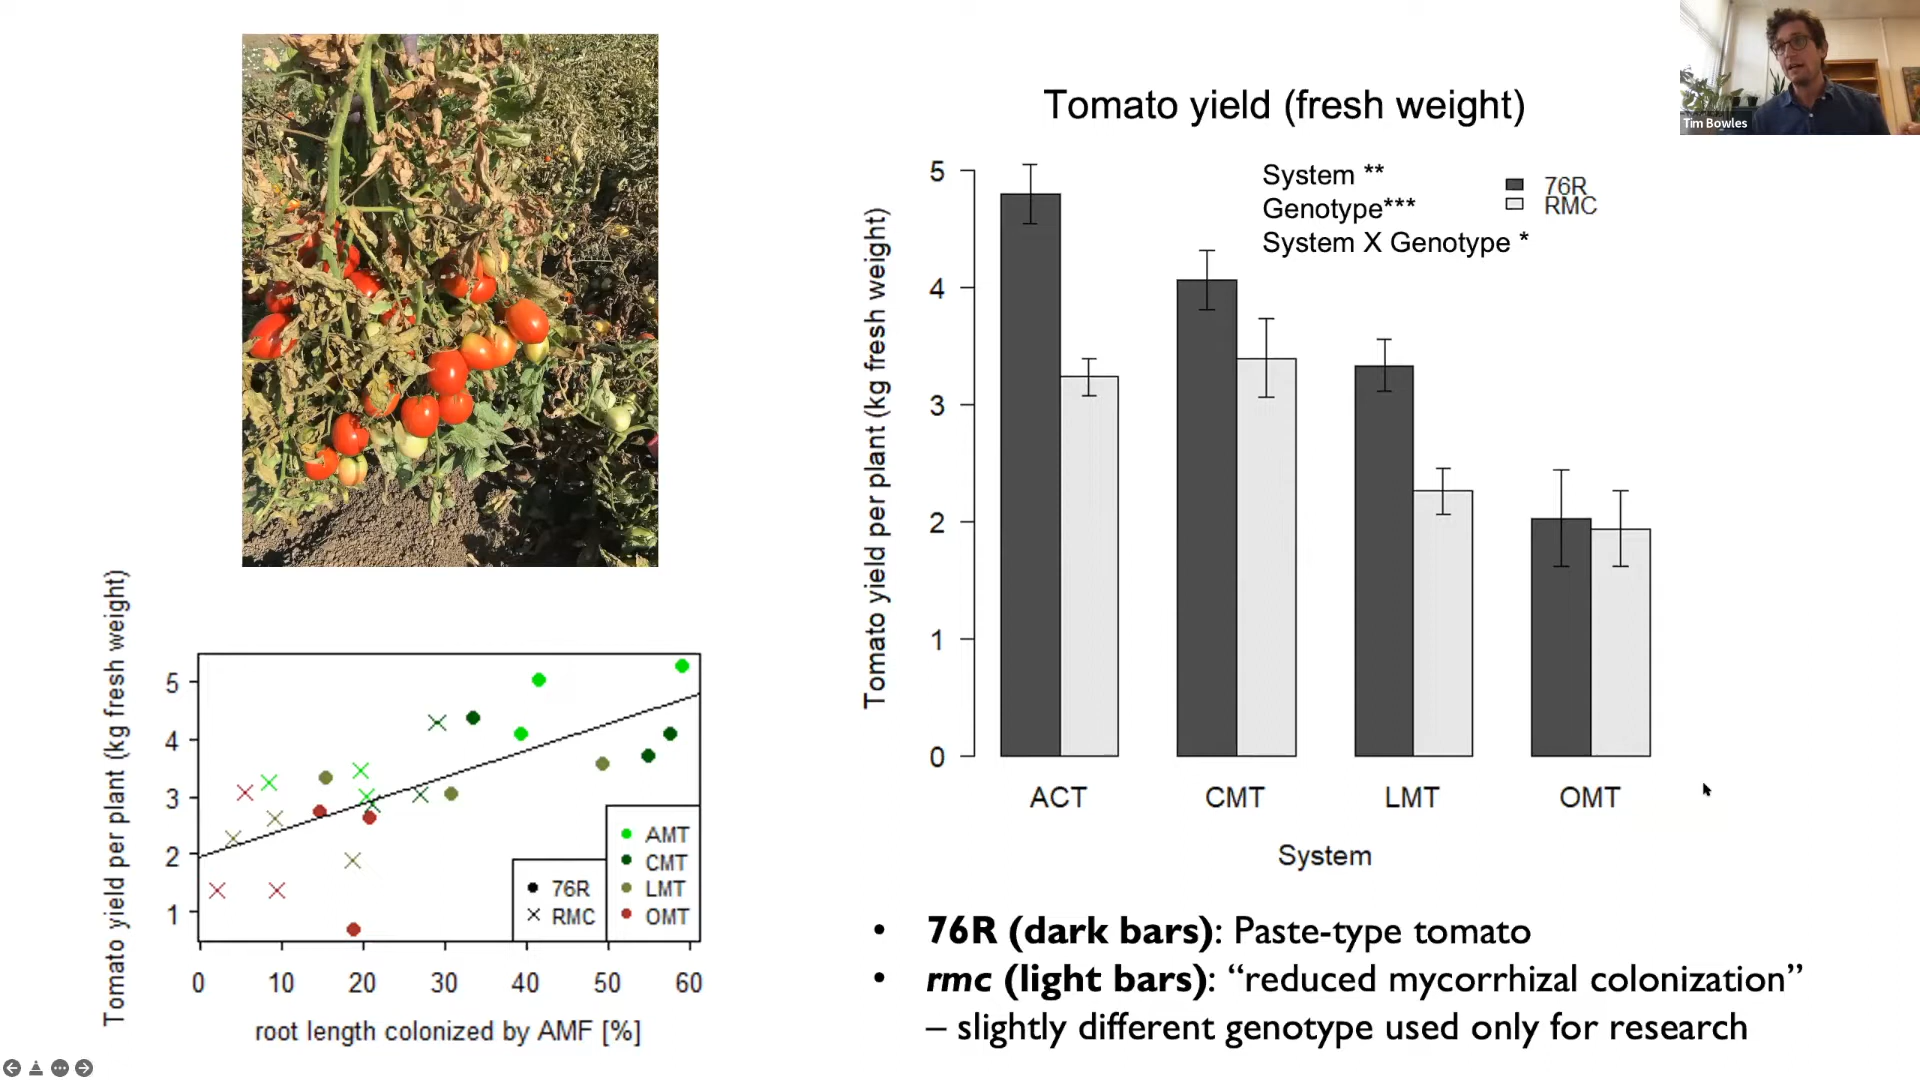 Tim Bowles
Tomato yield (fresh weight)
System **
Genotype***
System X Genotype *
76R
RMC
Tomato yield per plant (kg fresh weight)
5
4
3
2
1
0
ACT
CMT
LMT
OMT
System
Tomato yield per plant (kg fresh weight)
5
4
3
2
1
0
10
20
30
40
50
60
root length colonized by AMF [%]
76R
RMC
AMT
CMT
LMT
OMT
• 76R (dark bars): Paste-type tomato
• rmc (light bars): “reduced mycorrhizal colonization”
– slightly different genotype used only for research